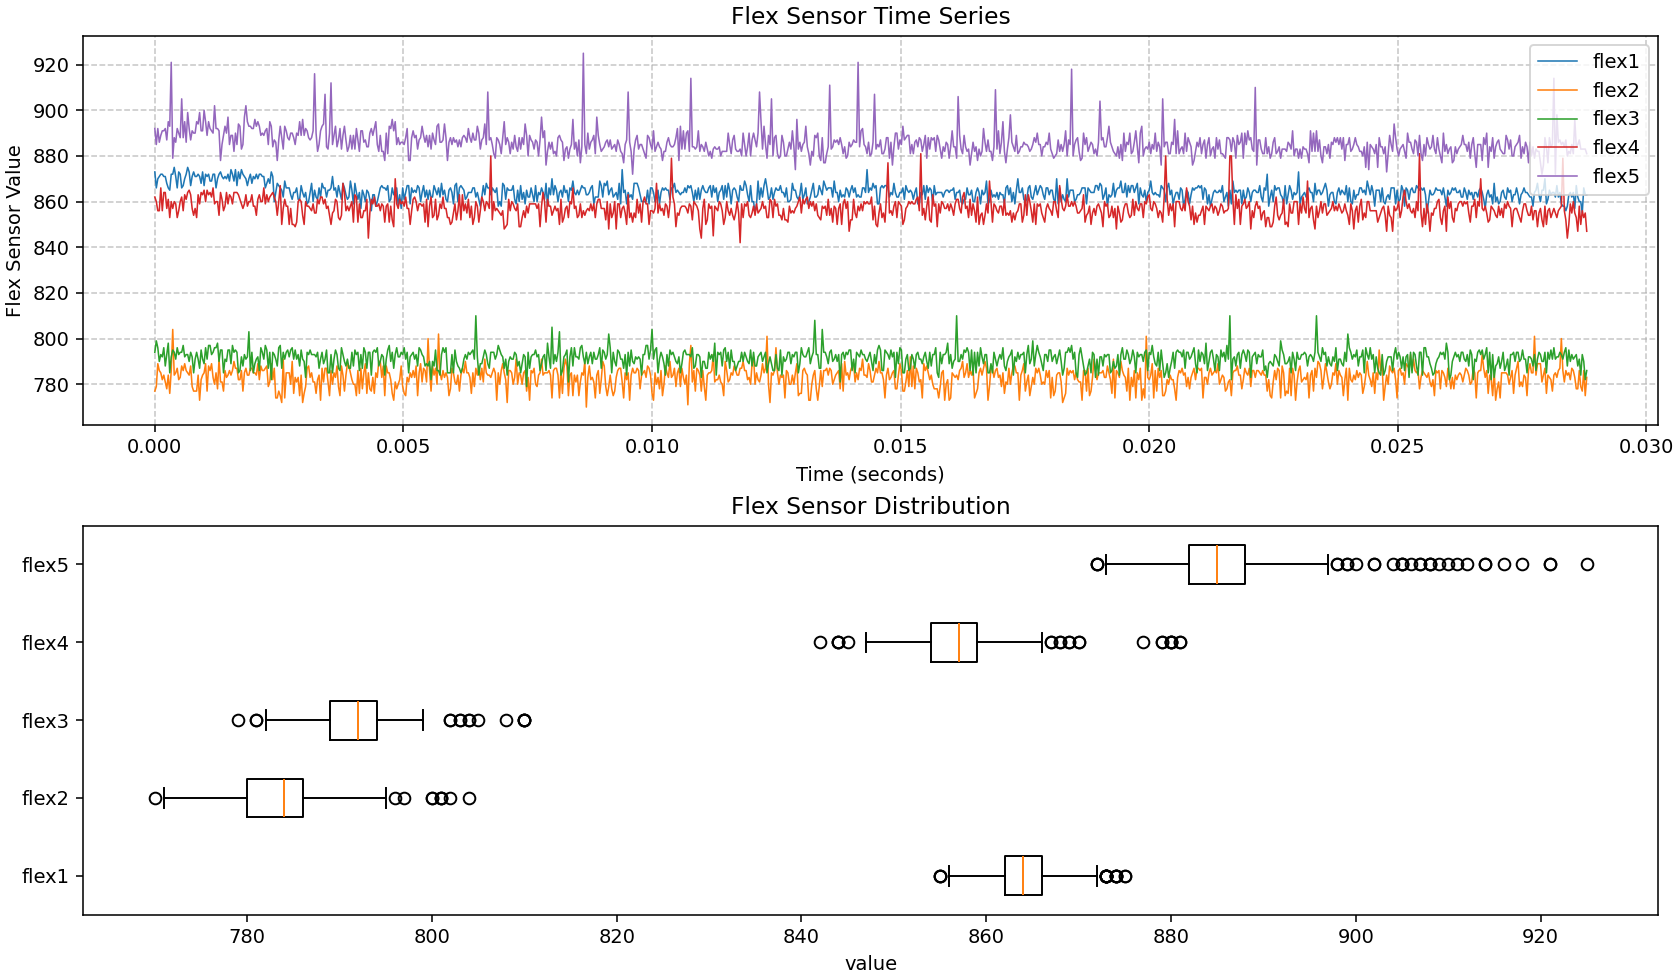 Flex Sensor Time Series
Flex Sensor Value
920
900
880
860
840
820
800
780
flex1
flex2
flex3
flex4
flex5
0.000 0.005 0.010 0.015 0.020 0.025 0.030
Time (seconds)
Flex Sensor Distribution
flex5
flex4
flex3
flex2
flex1
780 800 820 840 860 880 900 920
value